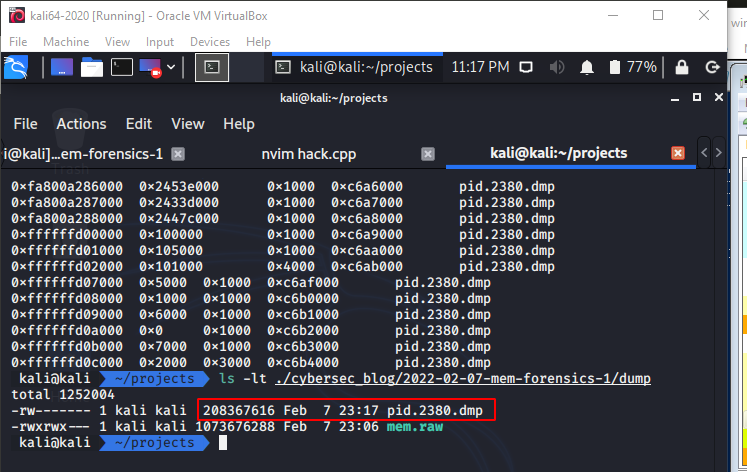 kali64-2020 [Running] - Oracle VM VirtualBox
File Machine View Input Devices Help
kali@kali:~/projects 11:17 PM 77%
kali@kali:~/projects
File Actions Edit View Help
i@kali]...em-forensics-1 nvim hack.cpp kali@kali:~/projects
0×fa800a286000 0×2453e000 0×1000 0×c6a6000 pid.2380.dmp
0×fa800a287000 0×2433d000 0×1000 0×c6a7000 pid.2380.dmp
0×fa800a288000 0×2447c000 0×1000 0×c6a8000 pid.2380.dmp
0×ffffffd00000 0×100000 0×1000 0×c6a9000 pid.2380.dmp
0×ffffffd01000 0×105000 0×1000 0×c6aa000 pid.2380.dmp
0×ffffffd02000 0×101000 0×4000 0×c6ab000 pid.2380.dmp
0×ffffffd07000 0×5000 0×1000 0×c6af000 pid.2380.dmp
0×ffffffd08000 0×1000 0×1000 0×c6b0000 pid.2380.dmp
0×ffffffd09000 0×6000 0×1000 0×c6b1000 pid.2380.dmp
0×ffffffd0a000 0×0 0×1000 0×c6b2000 pid.2380.dmp
0×ffffffd0b000 0×7000 0×1000 0×c6b3000 pid.2380.dmp
0×ffffffd0c000 0×2000 0×3000 0×c6b4000 pid.2380.dmp
kali@kali ~/projects ls -lt ./cybersec_blog/2022-02-07-mem-forensics-1/dump
total 1252004
-rw------- 1 kali kali 208367616 Feb 7 23:17 pid.2380.dmp
-rwxrwx--- 1 kali kali 1073676288 Feb 7 23:06 mem.raw
kali@kali ~/projects